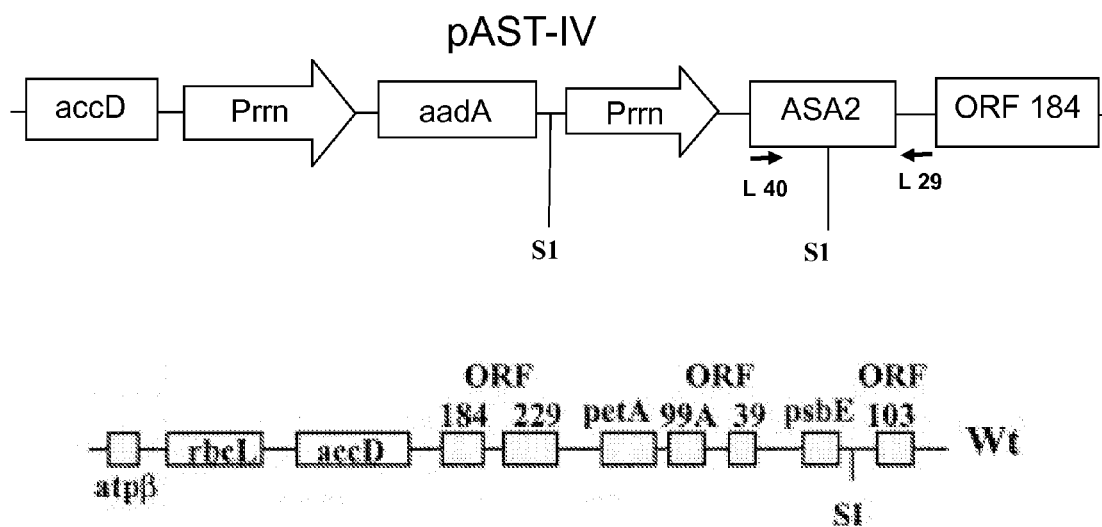 pAST-IV
accD Prrn aadA Prrn ASA2 ORF 184
L 40 L 29
S1 S1
ORF ORF ORF
184 229 petA 99A 39 psbE 103
rbcL accD Wt
atpβ
S1